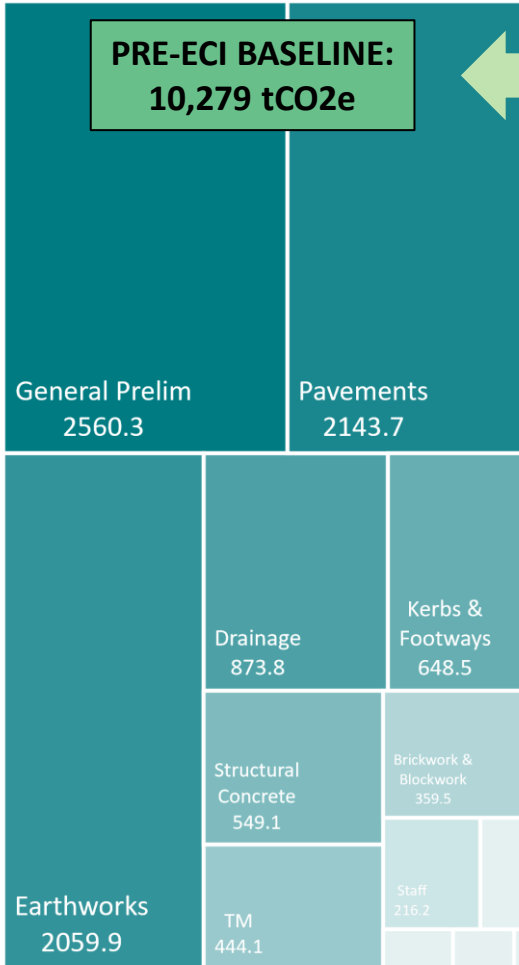 PRE-ECI BASELINE:
10,279 tCO2e
General Prelim
2560.3
Pavements
2143.7
Earthworks
2059.9
Drainage
873.8
Kerbs &
Footways
648.5
Structural
Concrete
549.1
TM
444.1
Brickwork &
Blockwork
359.5
Staff
216.2